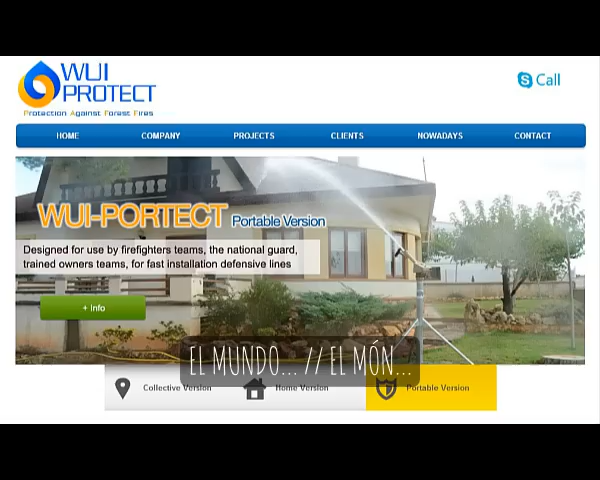 WUI
PROTECT
Protection Against Forest Fires
Call
HOME COMPANY PROJECTS CLIENTS NOWADAYS CONTACT
WUI-PORTECT Portable Version
Designed for use by firefighters teams, the national guard,
trained owners teams, for fast installation defensive lines
+ info
EL MUNDO... // EL MÓN...
Collective Version Home Version Portable Version